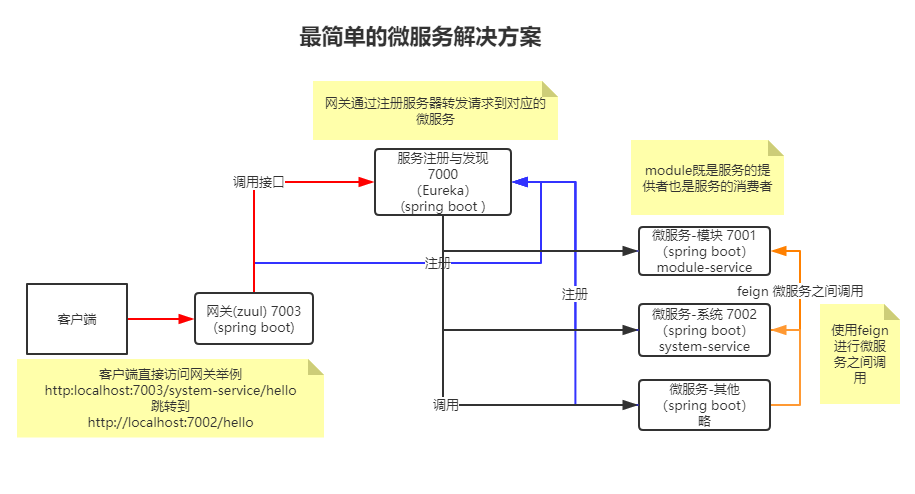 最简单的微服务解决方案
网关通过注册服务器转发请求到对应的
微服务
服务注册与发现
7000
（Eureka）
(spring boot )
module既是服务的提
供者也是服务的消费者
调用接口
微服务-模块 7001
（spring boot）
module-service
注册
feign 微服务之间调用
注册
客户端
网关(zuul) 7003
(spring boot)
微服务-系统 7002
（spring boot）
system-service
使用feign
进行微服
务之间调
用
客户端直接访问网关举例
http:localhost:7003/system-service/hello
跳转到
http://localhost:7002/hello
调用
微服务-其他
（spring boot）
略